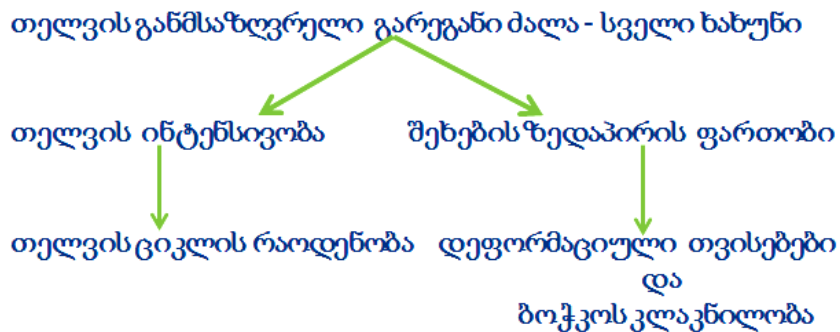 თელვის განმსაზღვრელი გარეგანი ძალა - სველი ხახუნი
თელვის ინტენსივობა შეხების ზედაპირის ფართობი
თელვის ციკლის რაოდენობა დეფორმაციული თვისებები
და
ბოჭკოს კლაკნილობა